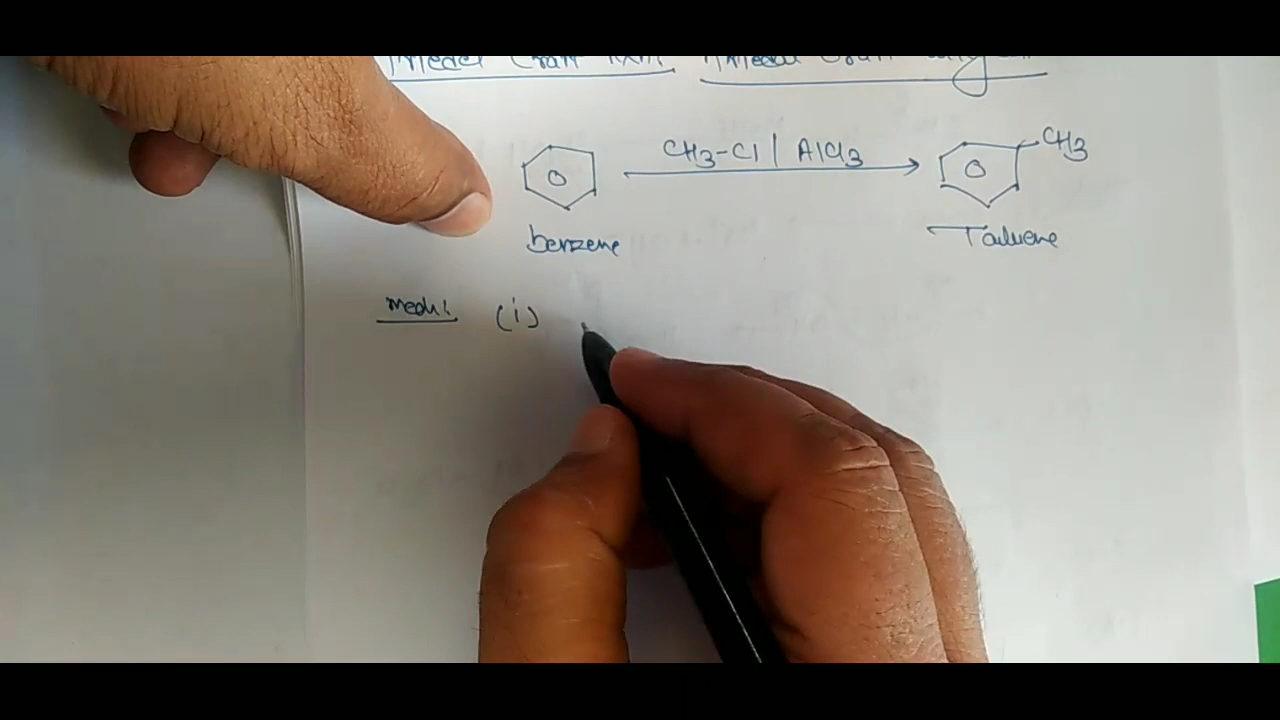 CH3-Cl | AlCl3
CH3
benzene
Toluene
Mech: (i)